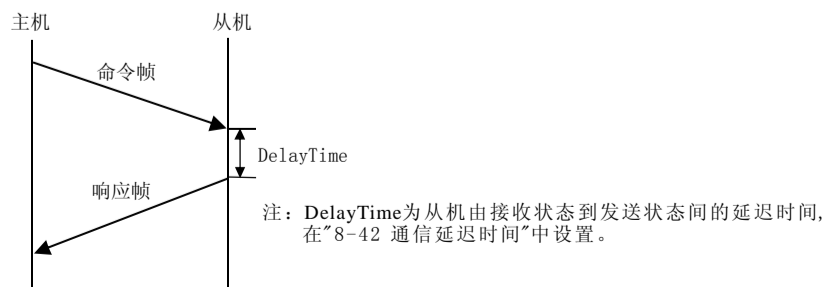 主机
从机
命令帧
DelayTime
响应帧
注：DelayTime为从机由接收状态到发送状态间的延迟时间,
在"8-42 通信延迟时间"中设置。